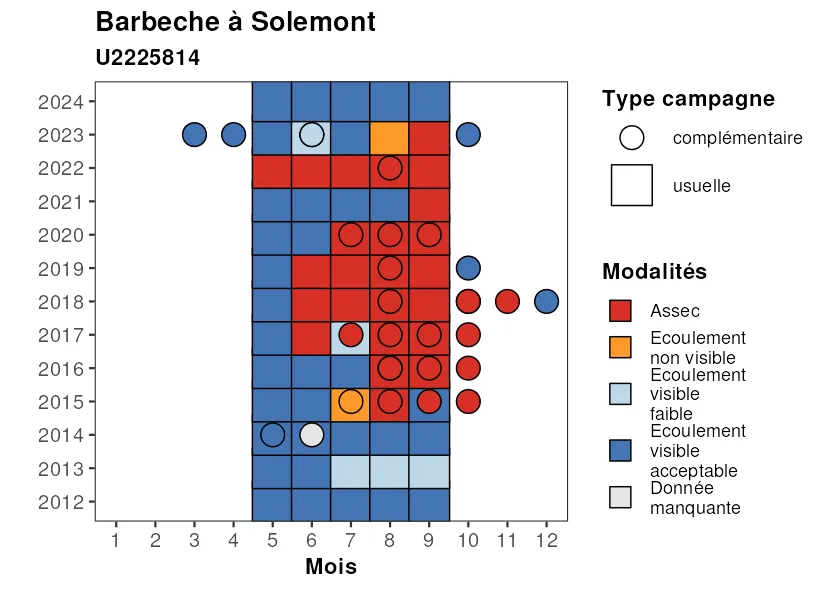 Barbeche à Solemont
U2225814
2024
2023
2022
2021
2020
2019
2018
2017
2016
2015
2014
2013
2012
1 2 3 4 5 6 7 8 9 10 11 12
Mois
Type campagne
complémentaire
usuelle
Modalités
Assec
Ecoulement
non visible
Ecoulement
visible
faible
Ecoulement
visible
acceptable
Donnée
manquante